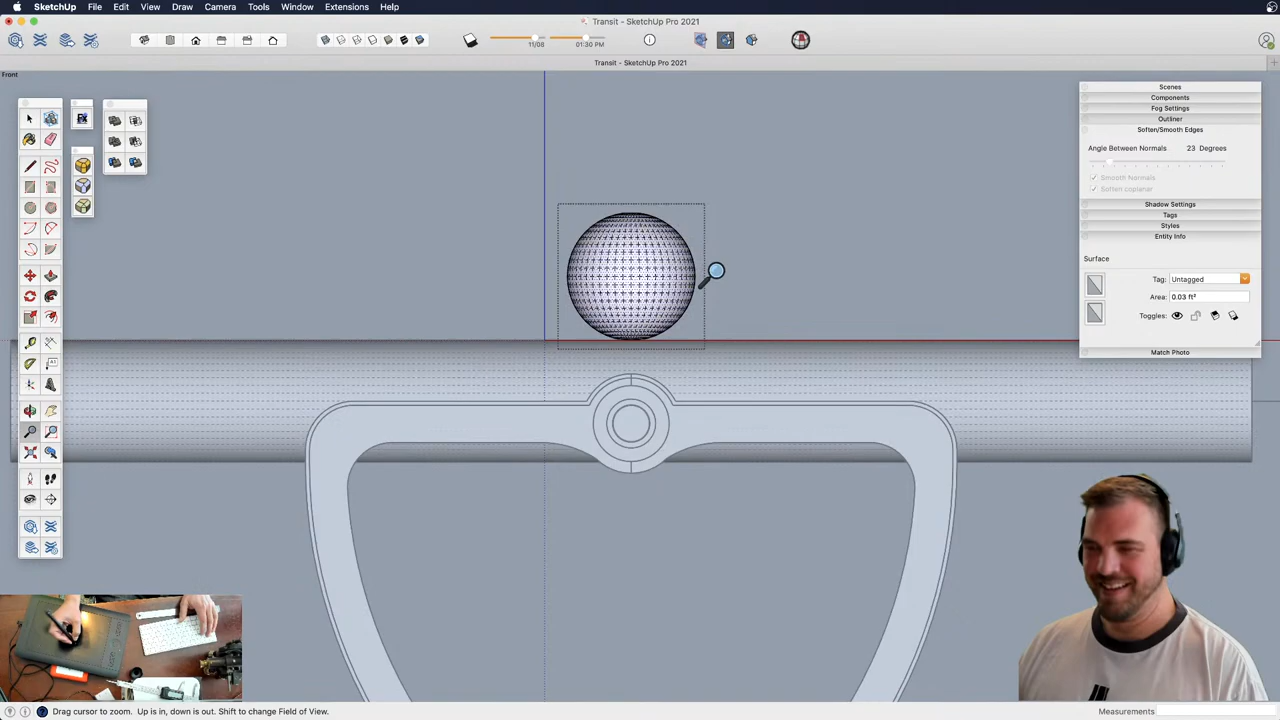 SketchUp File Edit View Draw Camera Tools Window Extensions Help
Transit - SketchUp Pro 2021
11/08 01:30 PM
Transit - SketchUp Pro 2021
Front
Scenes
Components
Fog Settings
Outliner
Soften/Smooth Edges
Angle Between Normals 23 Degrees
Smooth Normals
Soften coplanar
Shadow Settings
Tags
Styles
Entity Info
Surface
Tag: Untagged
Area: 0.03 ft²
Toggles:
Match Photo
Drag cursor to zoom. Up is in, down is out. Shift to change Field of View.
Measurements